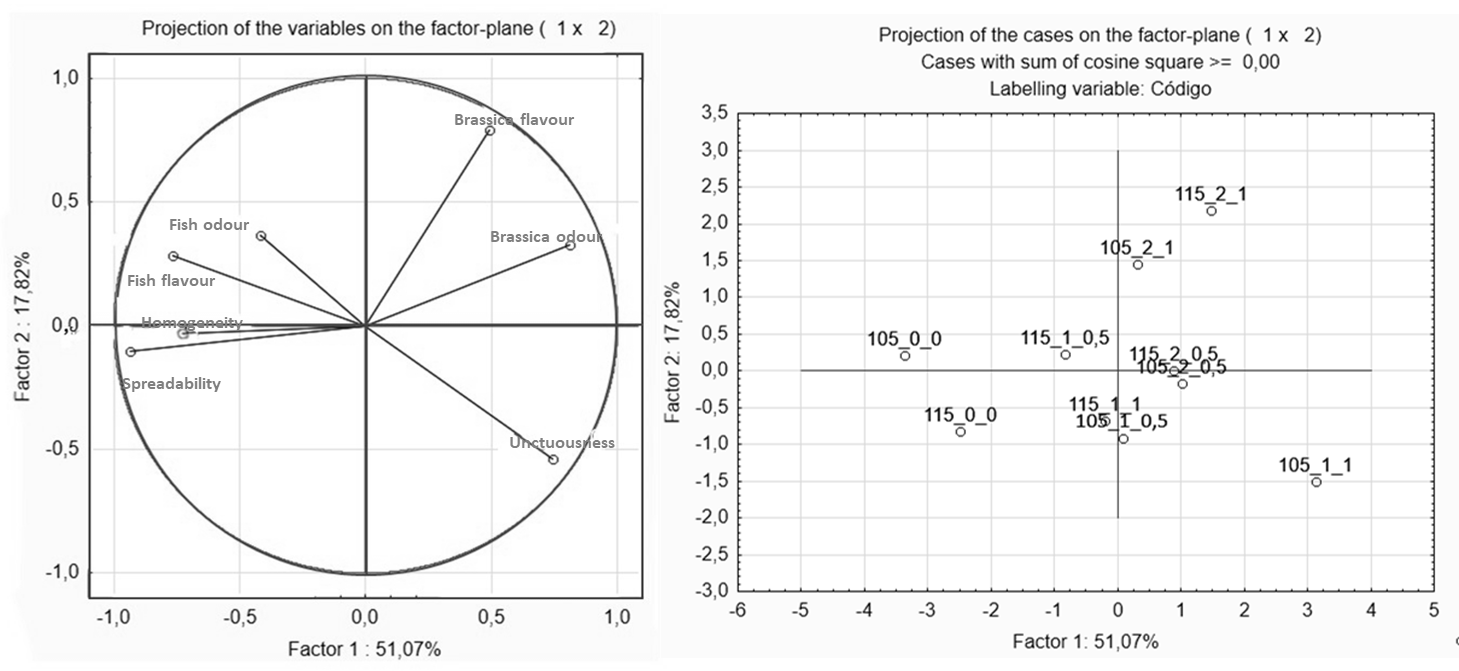 Projection of the variables on the factor-plane ( 1 x 2)
1,0
0,5
0,0
-0,5
-1,0
Factor 2 : 17,82%
Brassica flavour
Fish odour
Brassica odour
Fish flavour
Homogeneity
Spreadability
Unctuousness
-1,0 -0,5 0,0 0,5 1,0
Factor 1 : 51,07%
Projection of the cases on the factor-plane ( 1 x 2)
Cases with sum of cosine square >= 0,00
Labelling variable: Código
3,5
3,0
2,5
2,0
1,5
1,0
0,5
0,0
-0,5
-1,0
-1,5
-2,0
-2,5
-3,0
Factor 2: 17,82%
115_2_1
105_2_1
105_0_0
115_1_0,5
115_2_0,5
105_2_0,5
115_1_1
115_0_0
105_1_0,5
105_1_1
-6 -5 -4 -3 -2 -1 0 1 2 3 4 5
Factor 1: 51,07%